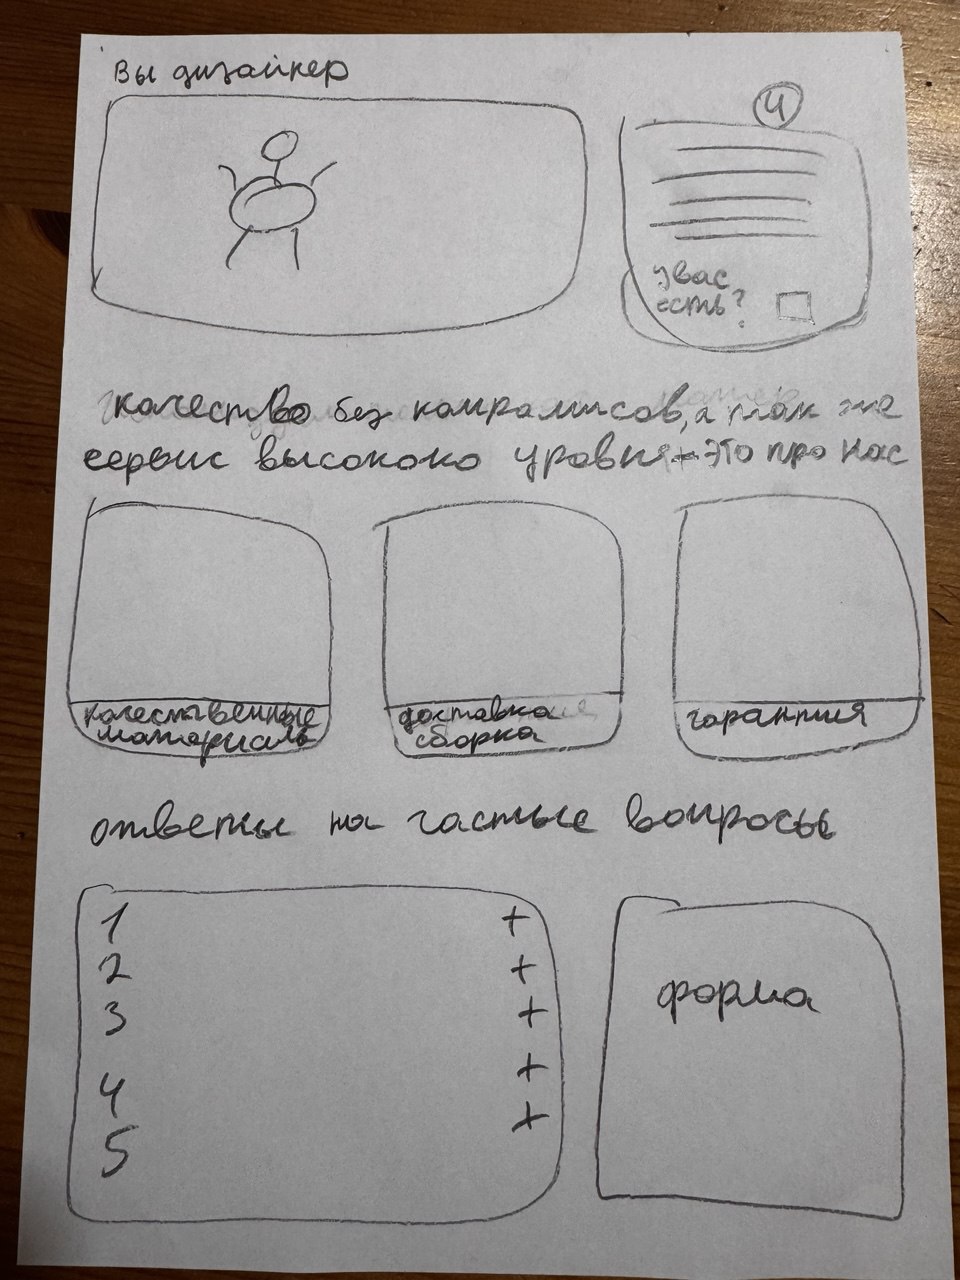 Вы дизайнер
4
у вас
есть?
качество без компрамисов, а так же
сервис высококо уровня - это про нас
качественные
материалы
доставка
сборка
гарантия
ответы на частые вопросы
1 +
2 +
3 +
4 +
5 +
форма